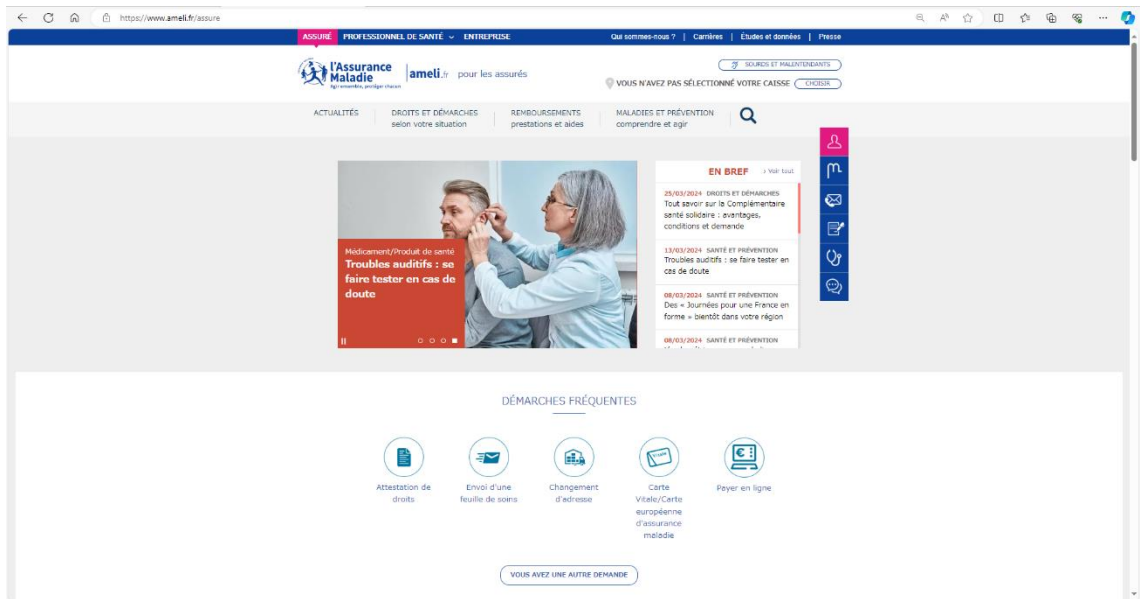 https://www.ameli.fr/assure
ASSURÉ PROFESSIONNEL DE SANTÉ ENTREPRISE Qui sommes-nous ? | Carrières | Études et données | Presse
l'Assurance
Maladie
Agir ensemble, protéger chacun
ameli.fr pour les assurés
SOURDS ET MALENTENDANTS
VOUS N'AVEZ PAS SÉLECTIONNÉ VOTRE CAISSE CHOISIR
ACTUALITÉS
DROITS ET DÉMARCHES
selon votre situation
REMBOURSEMENTS
prestations et aides
MALADIES ET PRÉVENTION
comprendre et agir
Médicament/Produit de santé
Troubles auditifs : se
faire tester en cas de
doute
EN BREF › Voir tout
25/03/2024 DROITS ET DÉMARCHES
Tout savoir sur la Complémentaire
santé solidaire : avantages,
conditions et demande
13/03/2024 SANTÉ ET PRÉVENTION
Troubles auditifs : se faire tester en
cas de doute
08/03/2024 SANTÉ ET PRÉVENTION
Des « Journées pour une France en
forme » bientôt dans votre région
08/03/2024 SANTÉ ET PRÉVENTION
DÉMARCHES FRÉQUENTES
Attestation de
droits
Envoi d'une
feuille de soins
Changement
d'adresse
Carte
Vitale/Carte
européenne
d'assurance
maladie
Payer en ligne
VOUS AVEZ UNE AUTRE DEMANDE